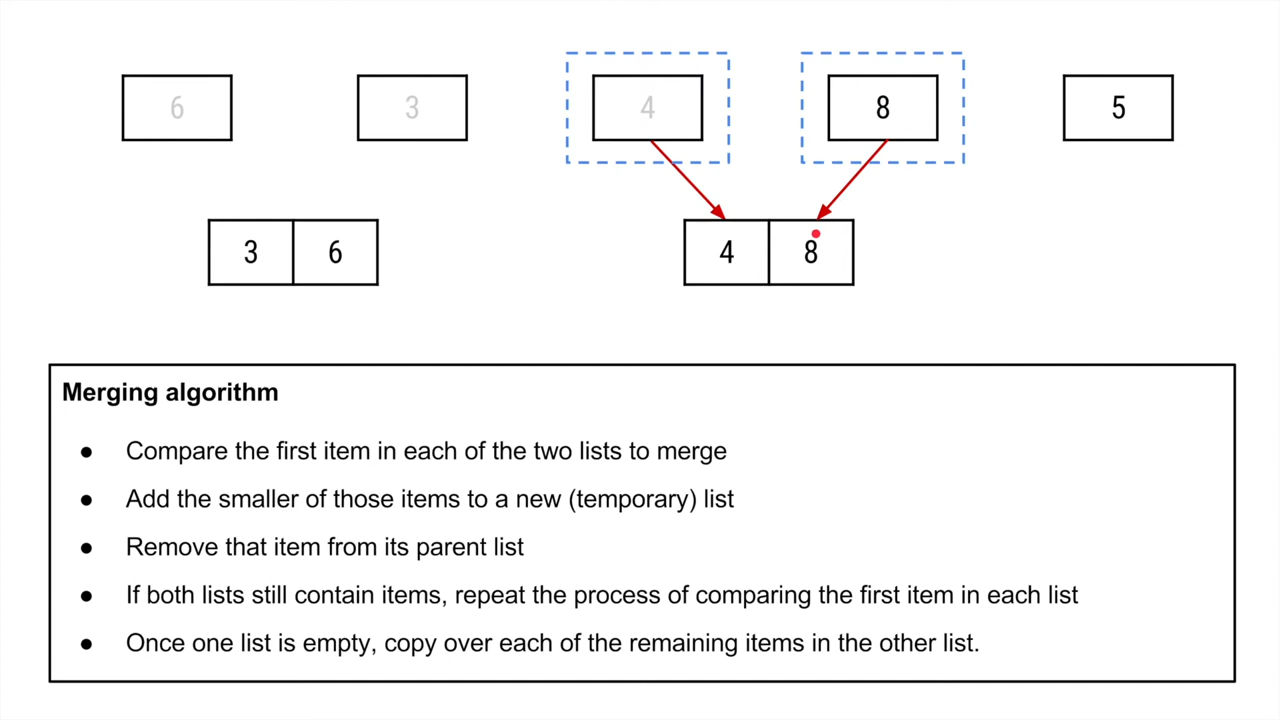 6 3 4 8 5
3 6 4 8
Merging algorithm
● Compare the first item in each of the two lists to merge
● Add the smaller of those items to a new (temporary) list
● Remove that item from its parent list
● If both lists still contain items, repeat the process of comparing the first item in each list
● Once one list is empty, copy over each of the remaining items in the other list.